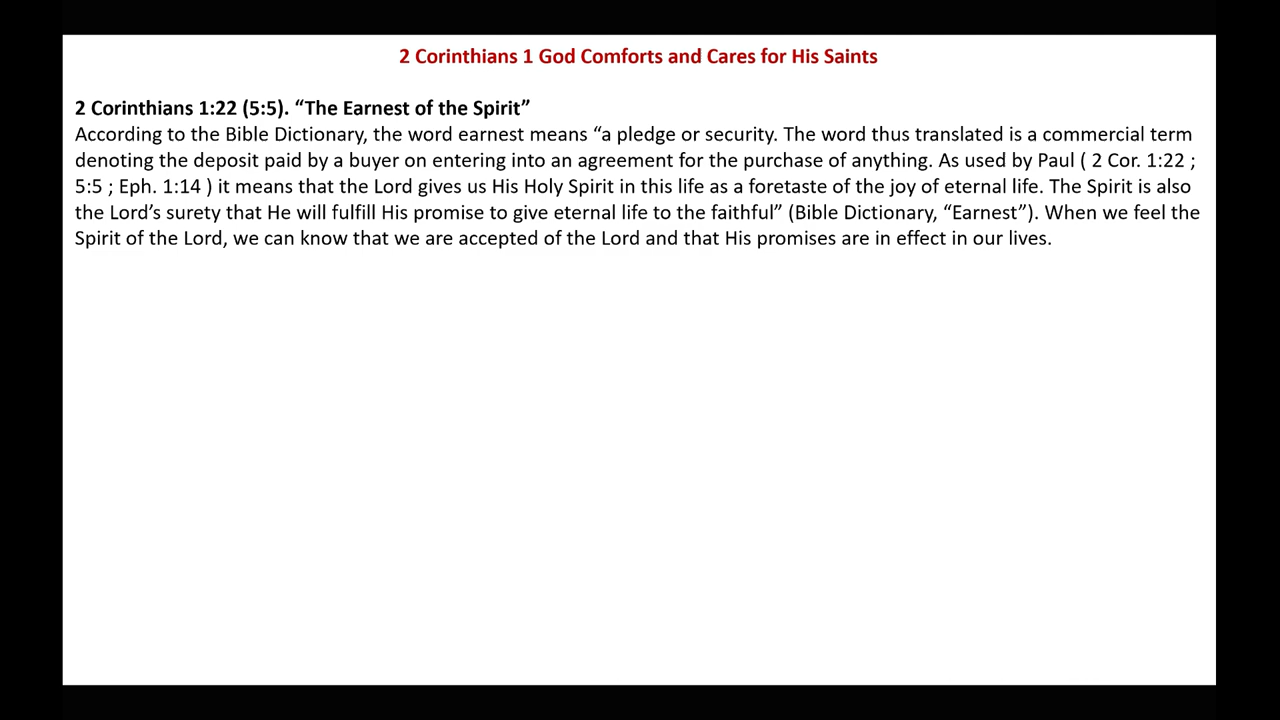 2 Corinthians 1 God Comforts and Cares for His Saints
2 Corinthians 1:22 (5:5). “The Earnest of the Spirit”
According to the Bible Dictionary, the word earnest means “a pledge or security. The word thus translated is a commercial term
denoting the deposit paid by a buyer on entering into an agreement for the purchase of anything. As used by Paul ( 2 Cor. 1:22 ;
5:5 ; Eph. 1:14 ) it means that the Lord gives us His Holy Spirit in this life as a foretaste of the joy of eternal life. The Spirit is also
the Lord’s surety that He will fulfill His promise to give eternal life to the faithful” (Bible Dictionary, “Earnest”). When we feel the
Spirit of the Lord, we can know that we are accepted of the Lord and that His promises are in effect in our lives.